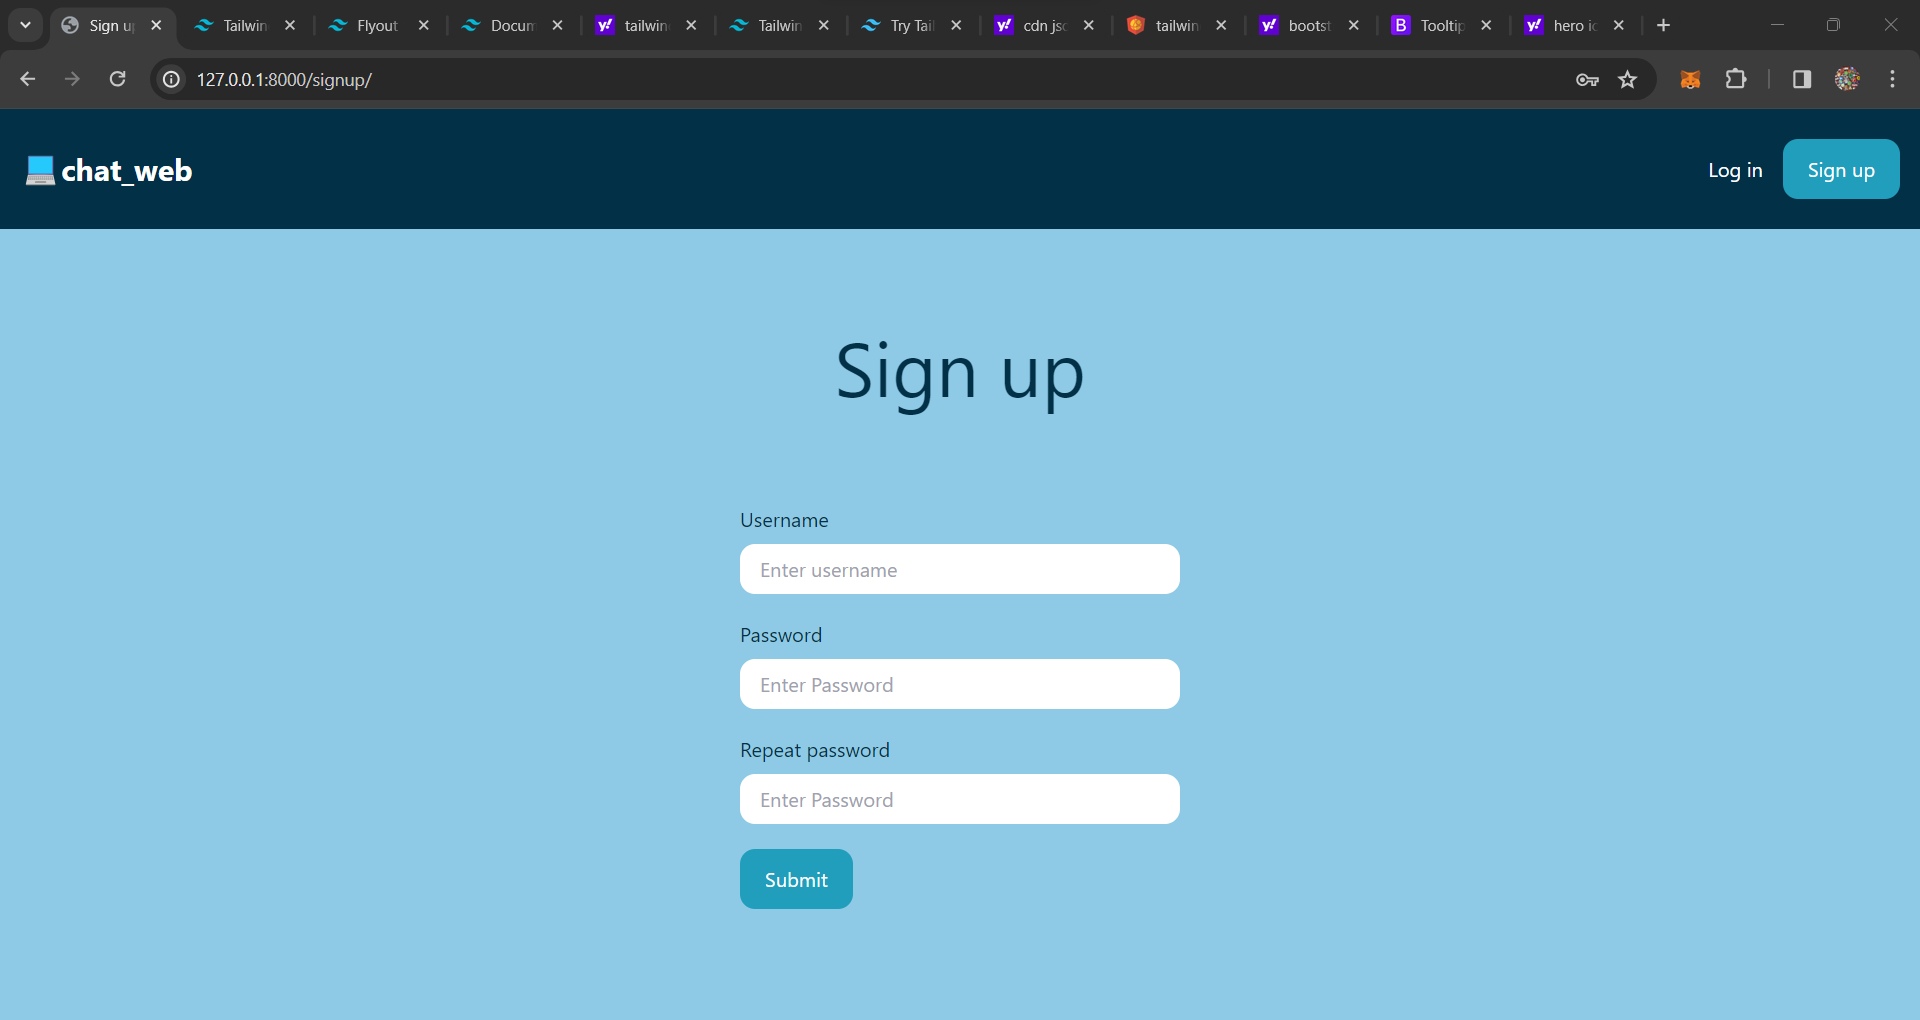 Sign u
Tailwin
Flyout
Docum
tailwin
Tailwin
Try Tail
cdn js
tailwin
bootst
Tooltip
hero ic
127.0.0.1:8000/signup/
chat_web
Log in
Sign up
Sign up
Username
Enter username
Password
Enter Password
Repeat password
Enter Password
Submit